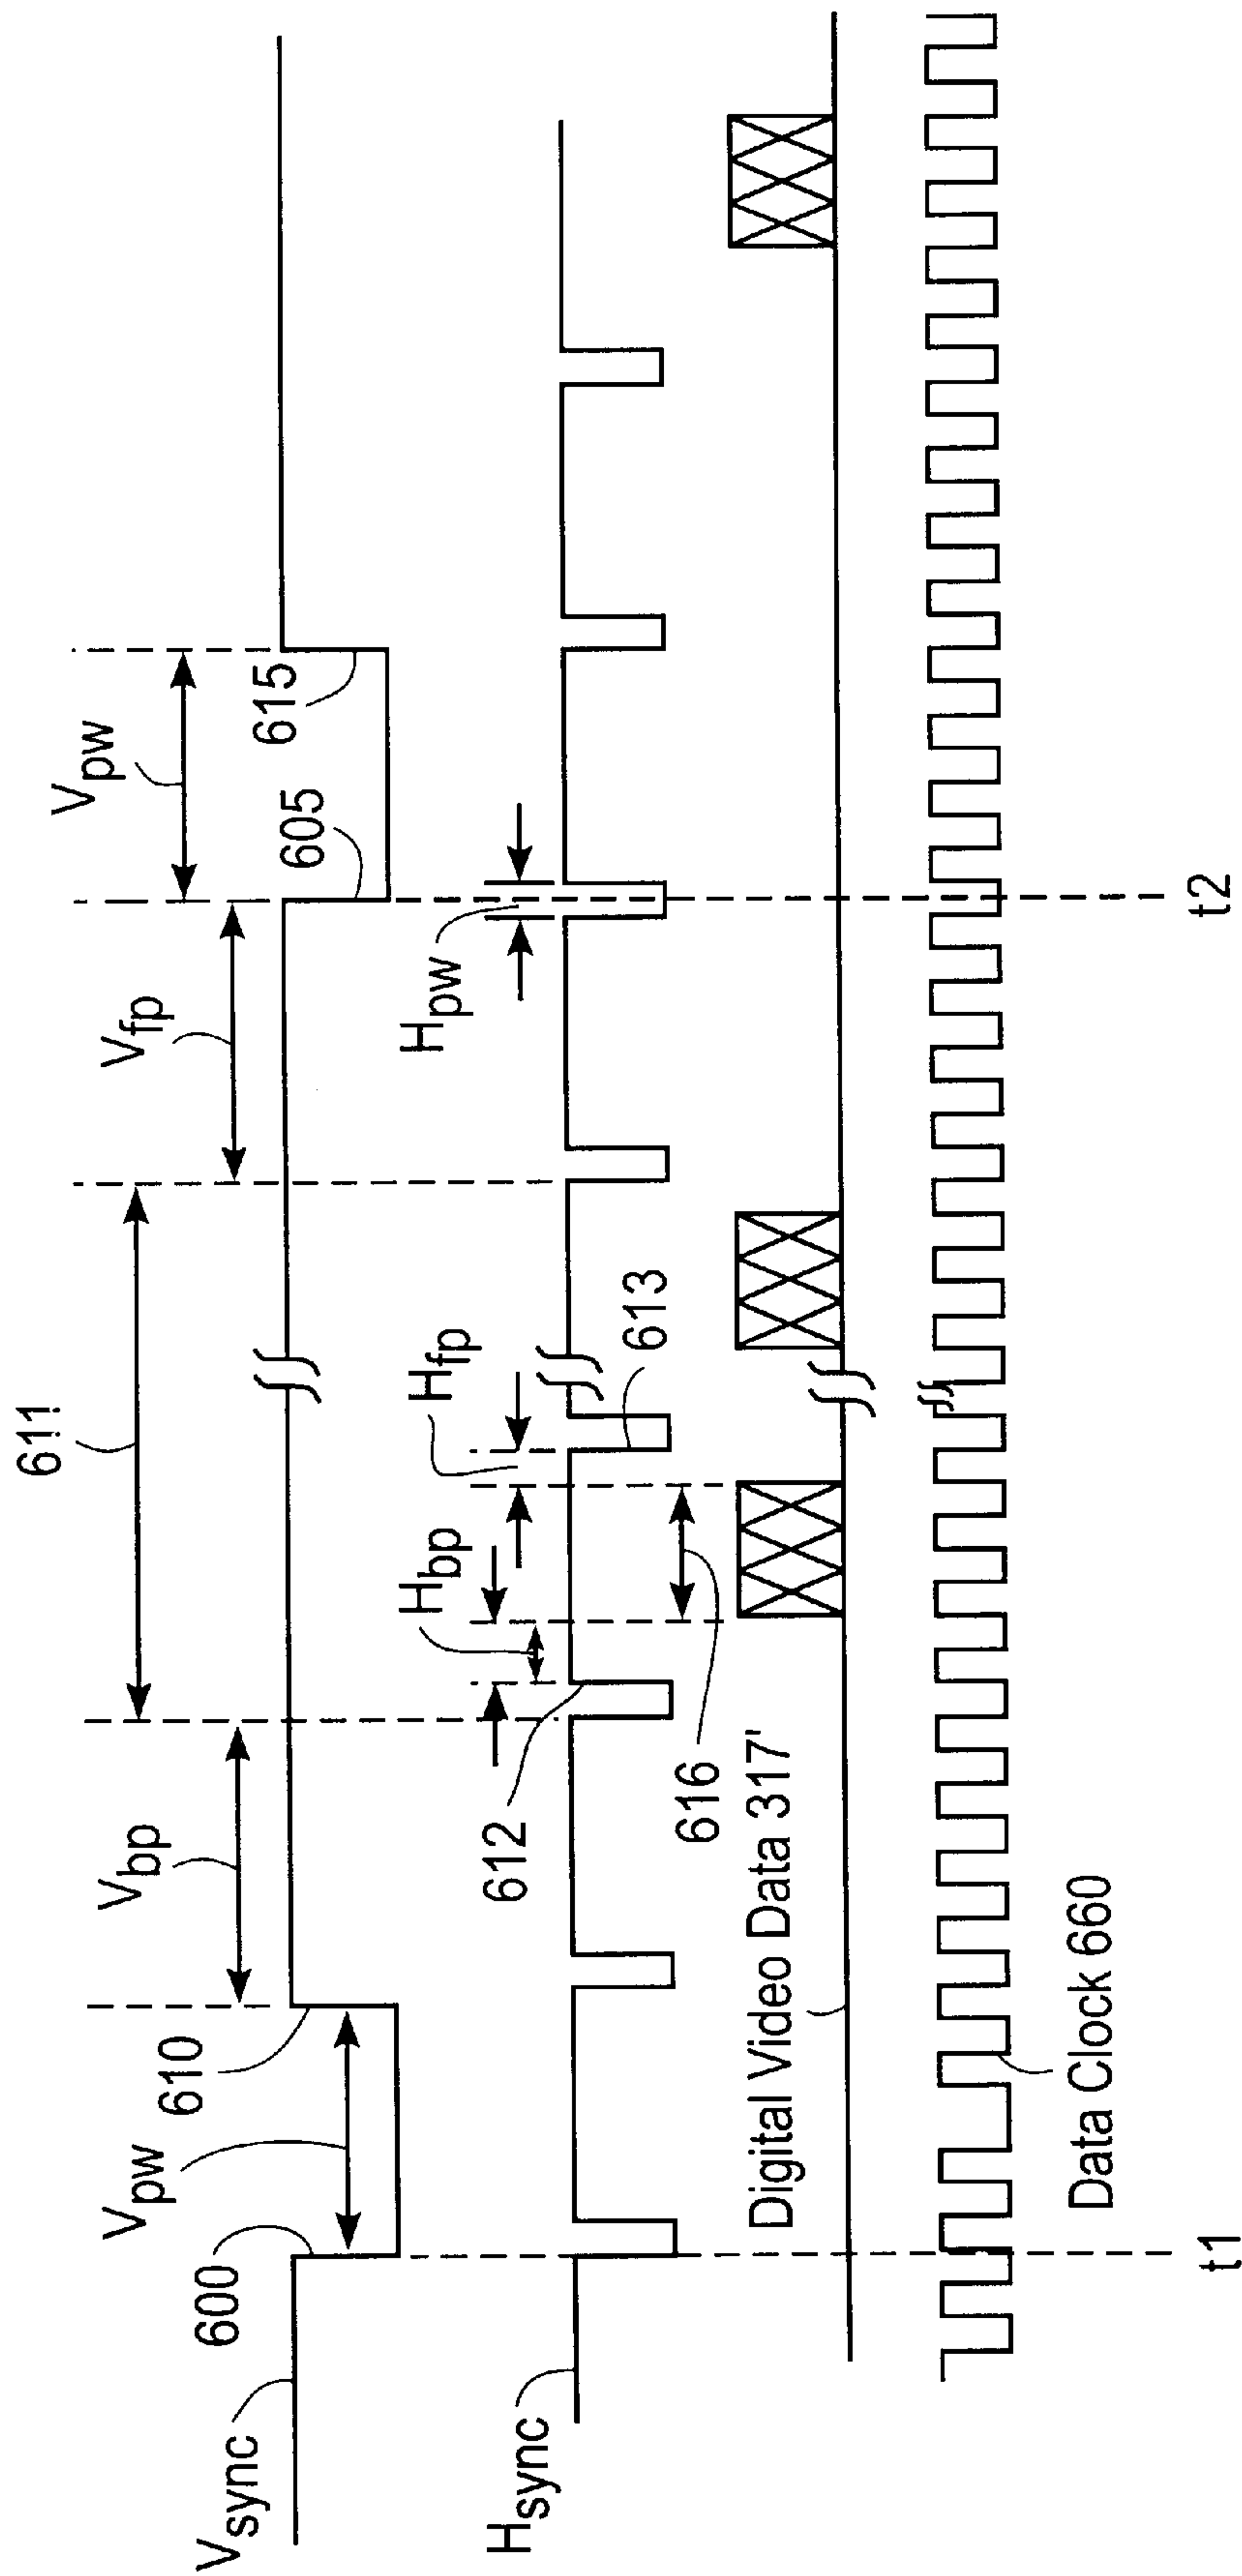 611
Vpw
Vfp
Vbp
Vpw
600
610
605
615
Vsync
Hpw
Hfp
Hbp
612
613
Hsync
616
Digital Video Data 317'
Data Clock 660
t1
t2